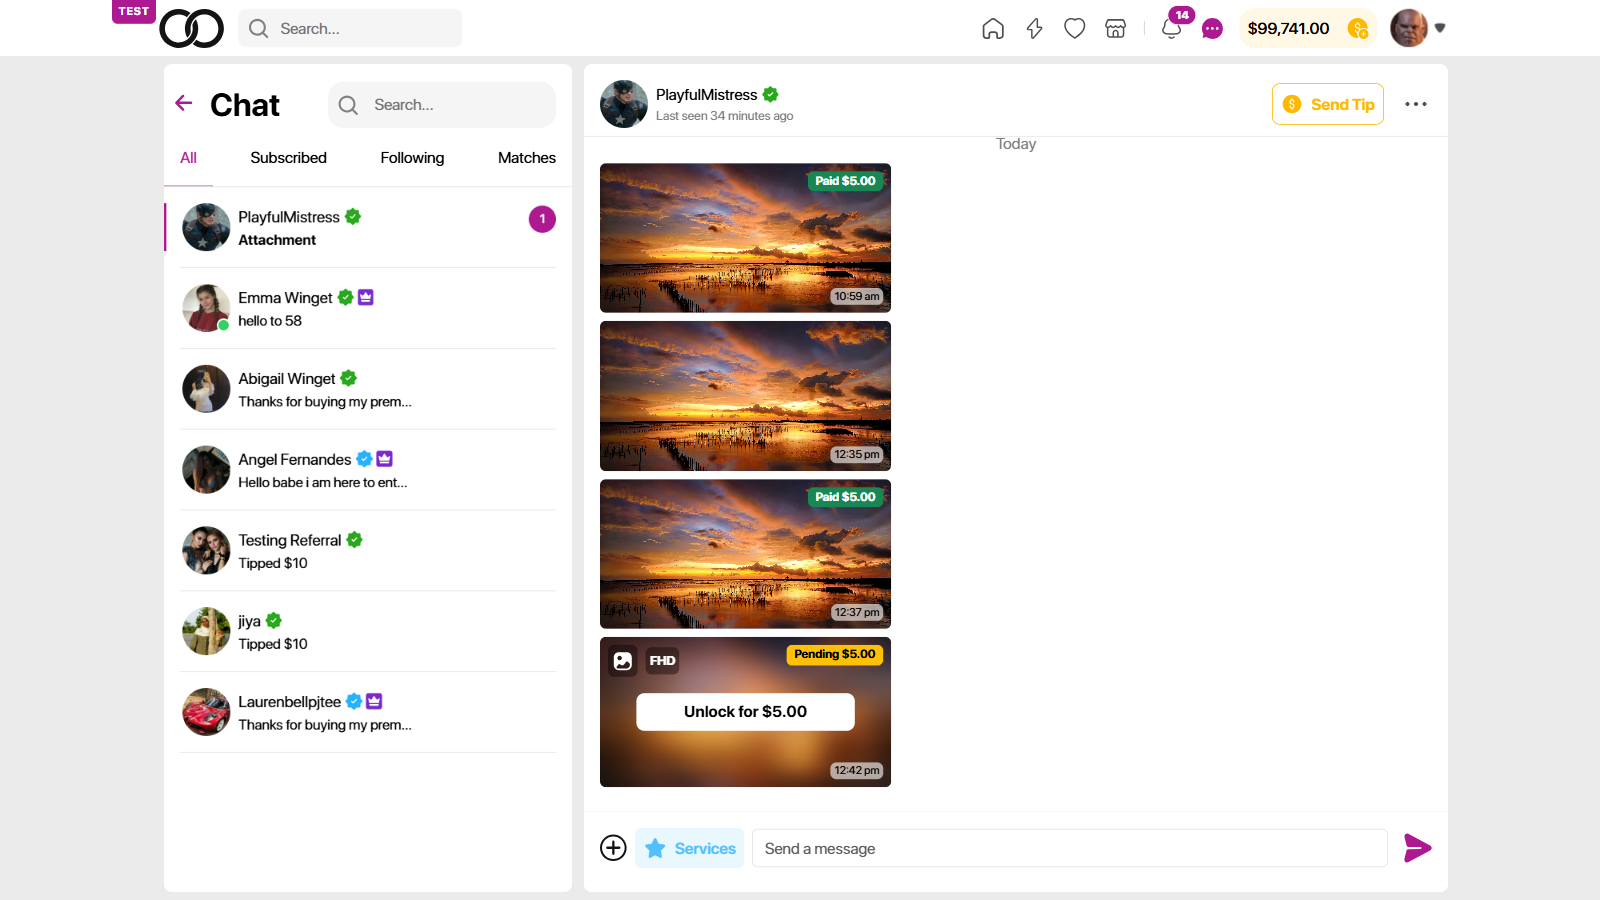 TEST
Search...
14
$99,741.00
Chat
Search...
All
Subscribed
Following
Matches
PlayfulMistress
Attachment
1
Emma Winget
hello to 58
Abigail Winget
Thanks for buying my prem...
Angel Fernandes
Hello babe i am here to ent...
Testing Referral
Tipped $10
jiya
Tipped $10
Laurenbellpjtee
Thanks for buying my prem...
PlayfulMistress
Last seen 34 minutes ago
Send Tip
Today
Paid $5.00
10:59 am
12:35 pm
Paid $5.00
12:37 pm
FHD
Pending $5.00
Unlock for $5.00
12:42 pm
Services
Send a message